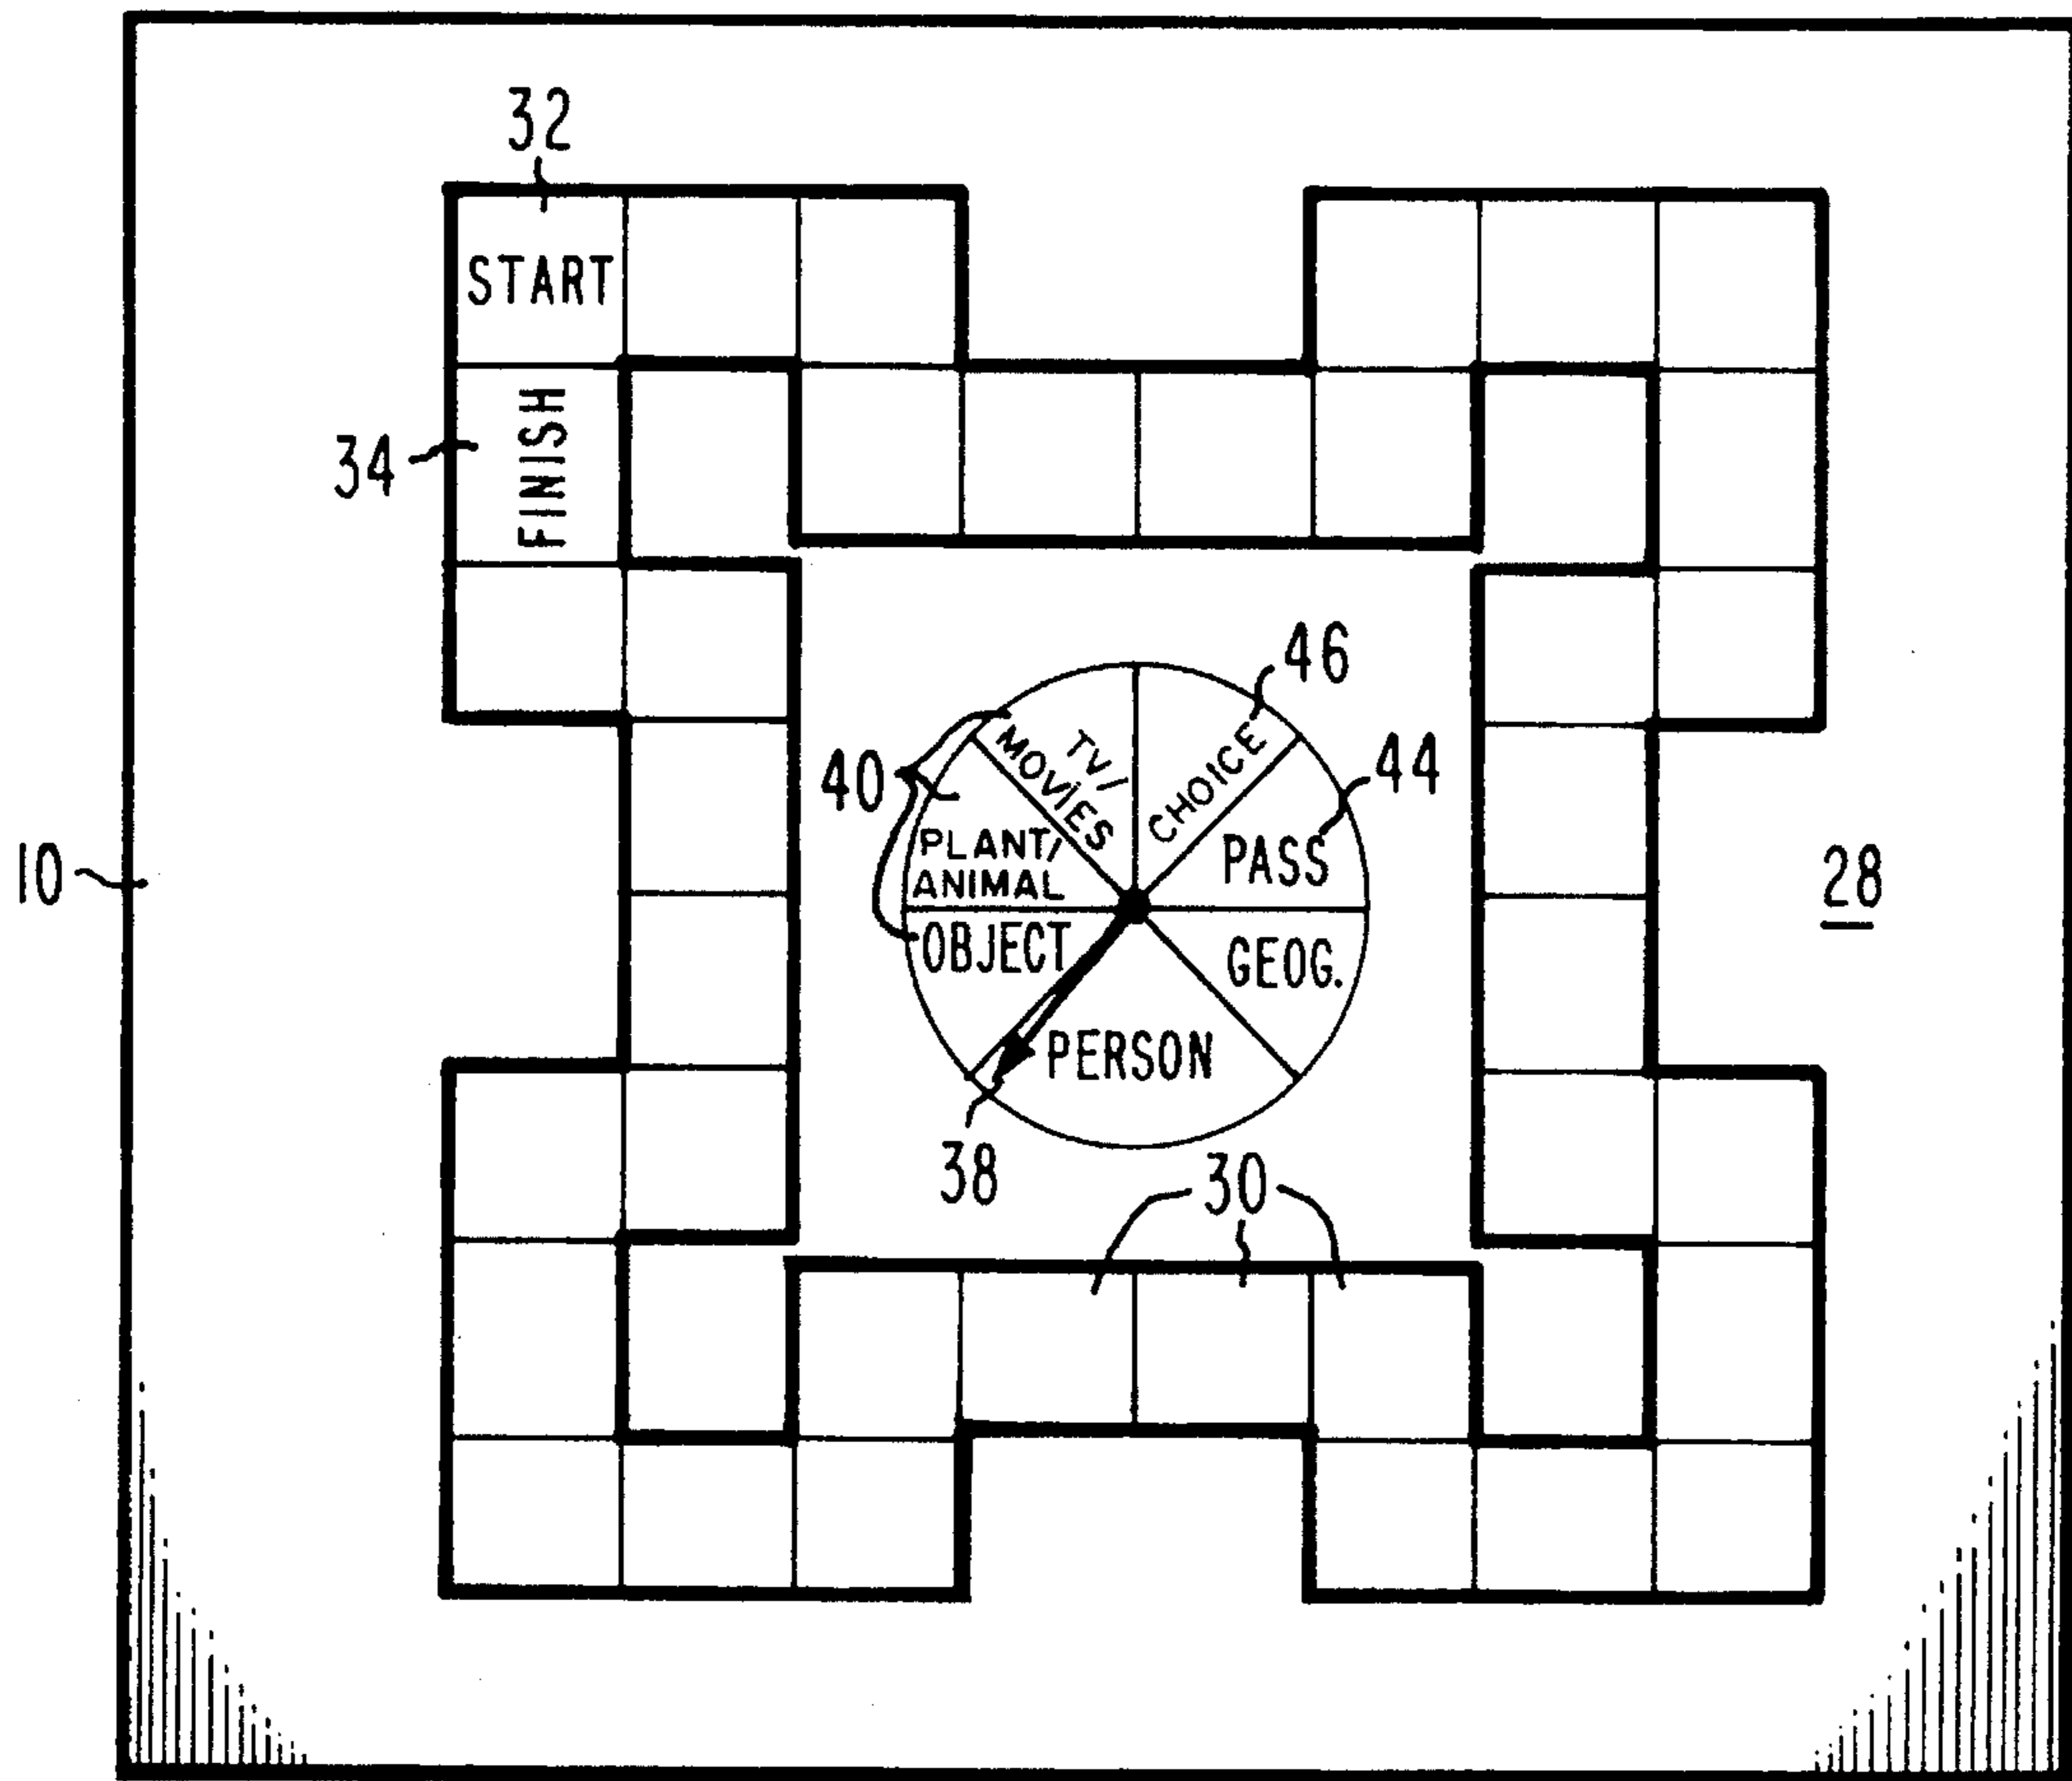 32
START
34
FINISH
46
TV/
MOVIES
CHOICE
40
44
PLANT/
ANIMAL
PASS
10
28
OBJECT
GEOG.
PERSON
38
30